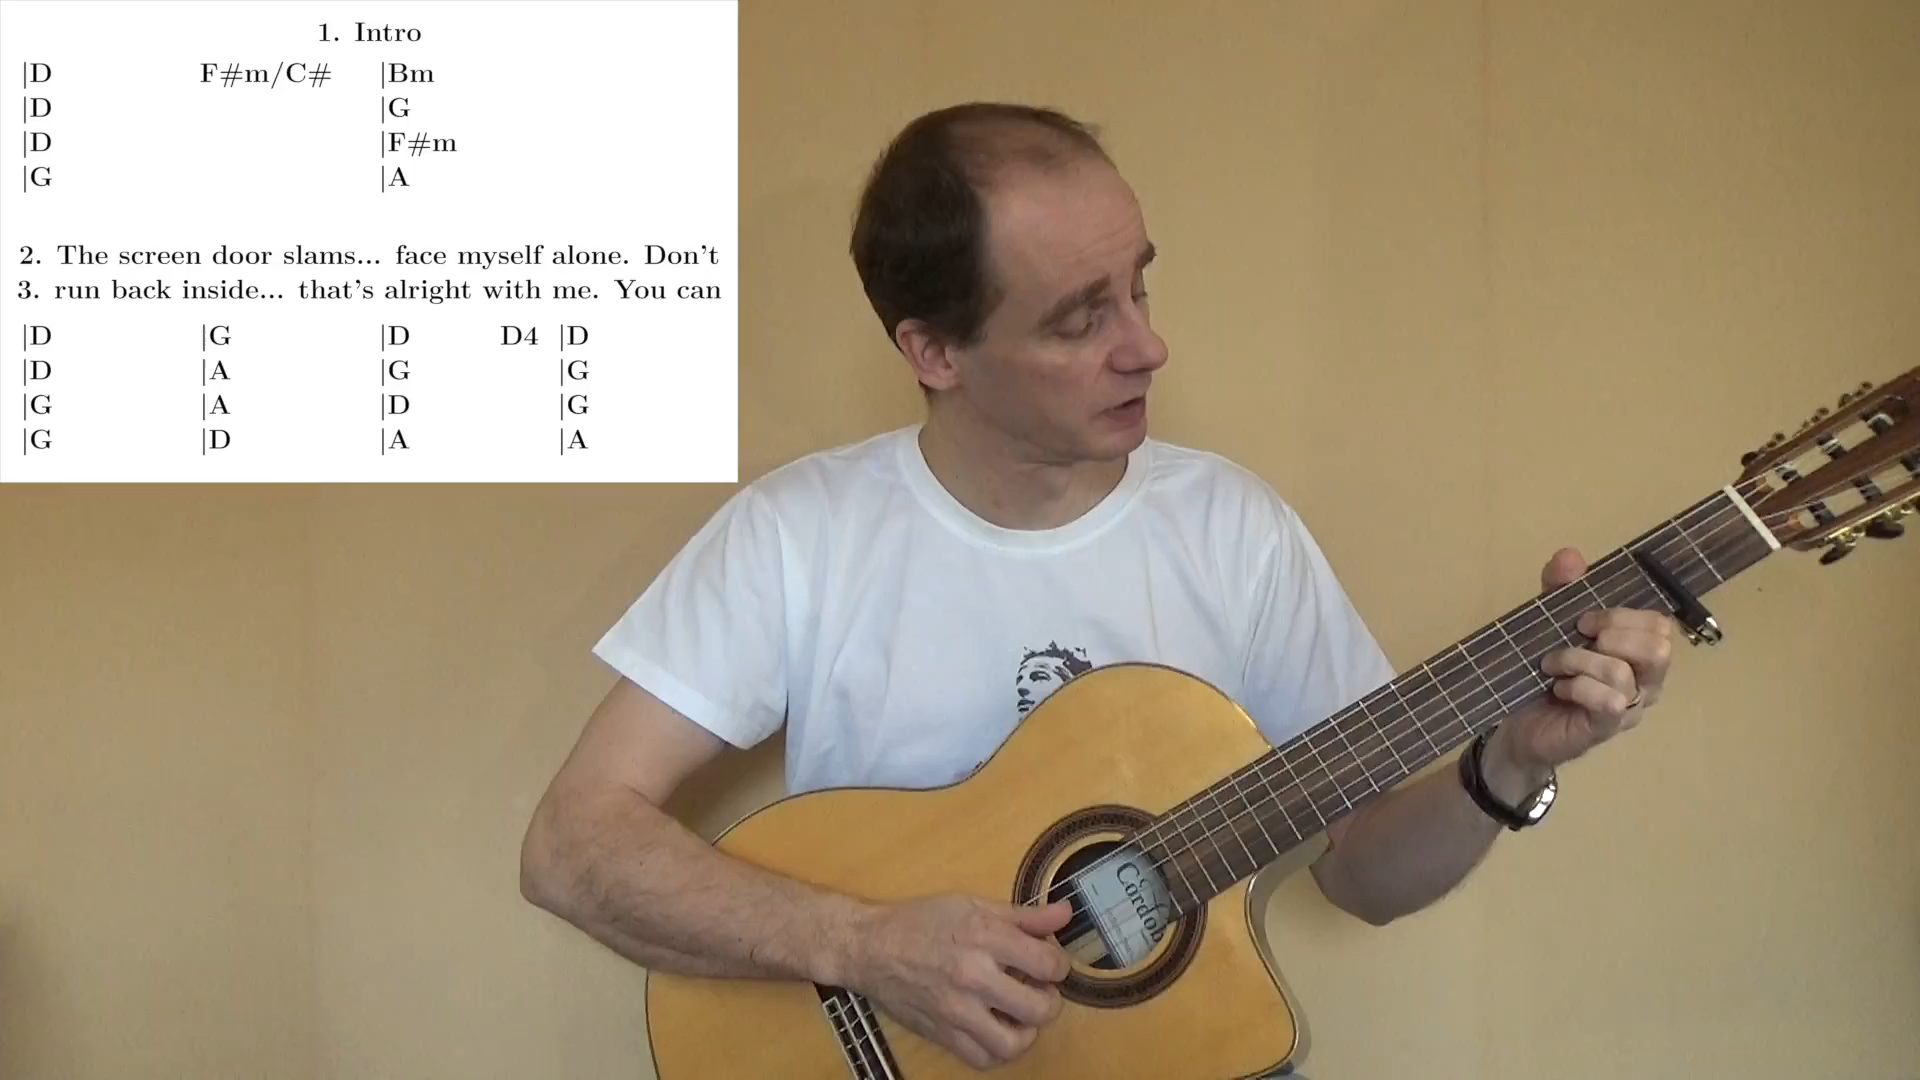 1. Intro
|D F#m/C# |Bm
|D |G
|D |F#m
|G |A
2. The screen door slams... face myself alone. Don't
3. run back inside... that's alright with me. You can
|D |G |D D4 |D
|D |A |G |G
|G |A |D |G
|G |D |A |A
Cordob